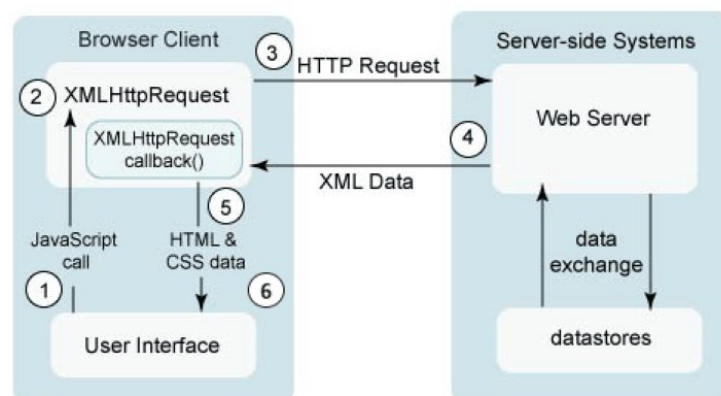 Browser Client
Server-side Systems
3
HTTP Request
2
XMLHttpRequest
Web Server
XMLHttpRequest
callback()
4
XML Data
5
JavaScript
call
HTML &
CSS data
data
exchange
1
6
User Interface
datastores